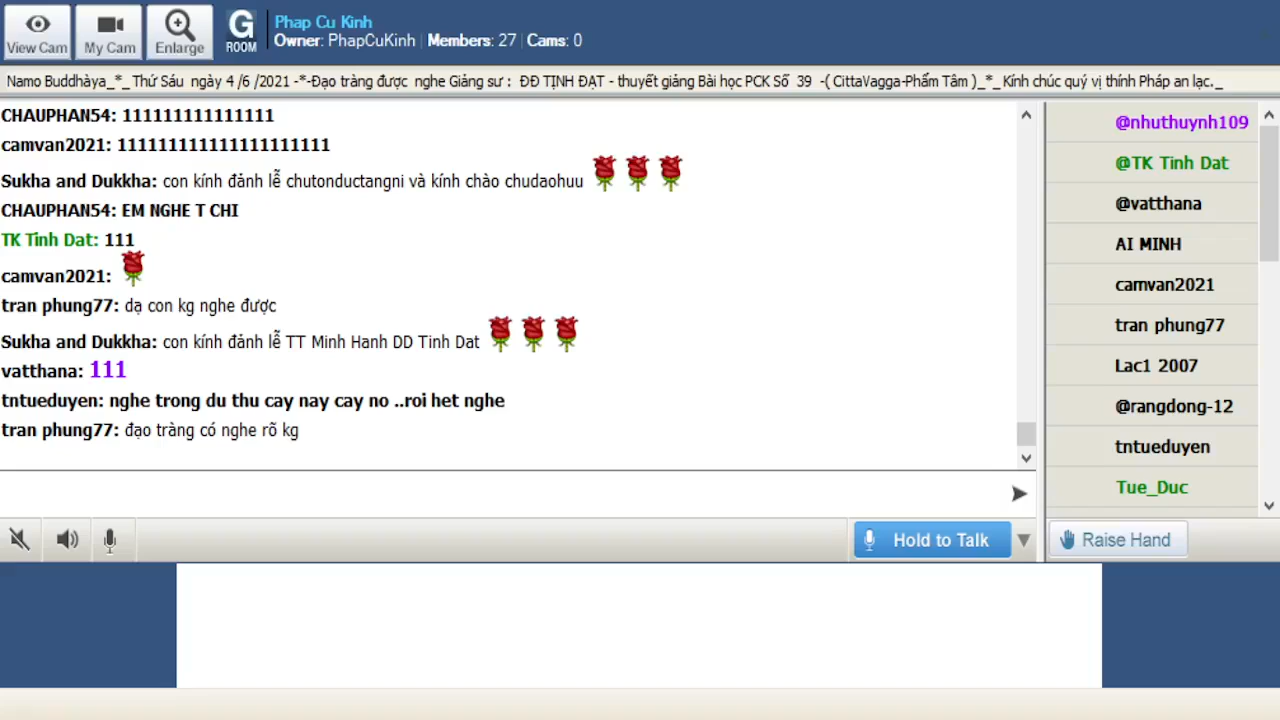 View Cam
My Cam
Enlarge
G
ROOM
Phap Cu Kinh
Owner: PhapCuKinh | Members: 27 | Cams: 0
Namo Buddhàya_*_Thứ Sáu ngày 4 /6 /2021 -*-Đạo tràng được nghe Giảng sư : ĐĐ TỊNH ĐẠT - thuyết giảng Bài học PCK Số 39 -( CittaVagga-Phẩm Tâm )_*_Kính chúc quý vị thính Pháp an lạc._
CHAUPHAN54: 111111111111111
camvan2021: 111111111111111111111
Sukha and Dukkha: con kính đảnh lễ chutonductangni và kính chào chudaohuu
CHAUPHAN54: EM NGHE T CHI
TK Tinh Dat: 111
camvan2021:
tran phung77: dạ con kg nghe được
Sukha and Dukkha: con kính đảnh lễ TT Minh Hanh DD Tinh Dat
vatthana: 111
tntueduyen: nghe trong du thu cay nay cay no ..roi het nghe
tran phung77: đạo tràng có nghe rõ kg
@nhuthuynh109
@TK Tinh Dat
@vatthana
AI MINH
camvan2021
tran phung77
Lac1 2007
@rangdong-12
tntueduyen
Tue_Duc
Hold to Talk
Raise Hand